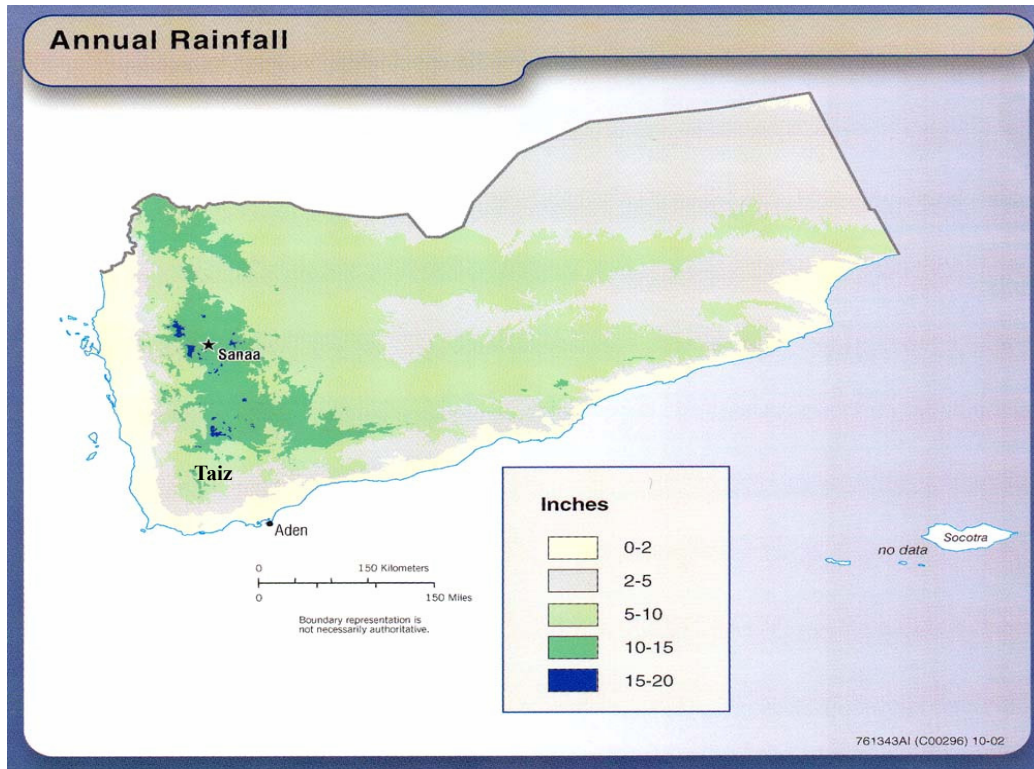 Annual Rainfall
Sanaa
Taiz
Aden
0 150 Kilometers
0 150 Miles
Boundary representation is
not necessarily authoritative.
Inches
0-2
2-5
5-10
10-15
15-20
Socotra
no data
761343AI (C00296) 10-02